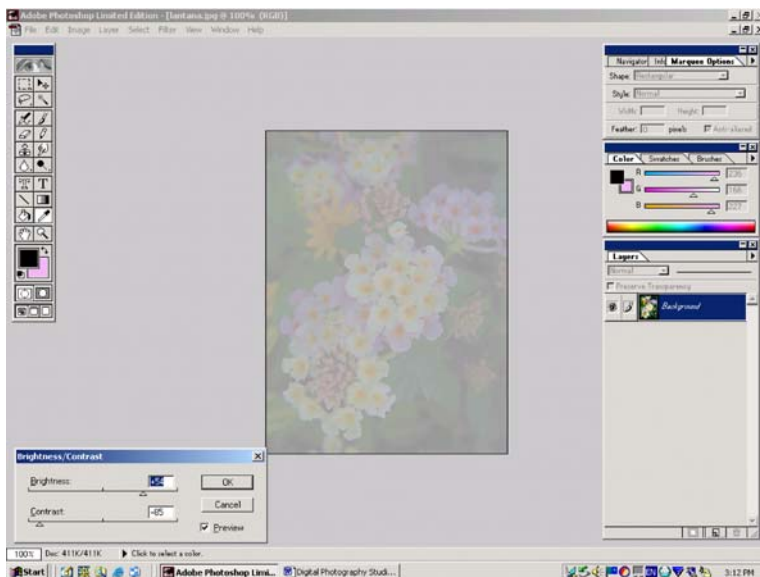 Adobe Photoshop Limited Edition - [lantana.jpg @ 100% (RGB)]
File Edit Image Layer Select Filter View Window Help
Navigator Info Marquee Options
Shape: Rectangular
Style: Normal
Width: Height:
Feather: 0 pixels Anti-aliased
Color Swatches Brushes
R 236
G 166
B 227
Layers
Normal
Preserve Transparency
Background
Brightness/Contrast
Brightness: +54
OK
Cancel
Contrast: -85
Preview
100% Doc: 411K/411K Click to select a color.
Start Adobe Photoshop Limi... Digital Photography Studi... EN 3:12 PM